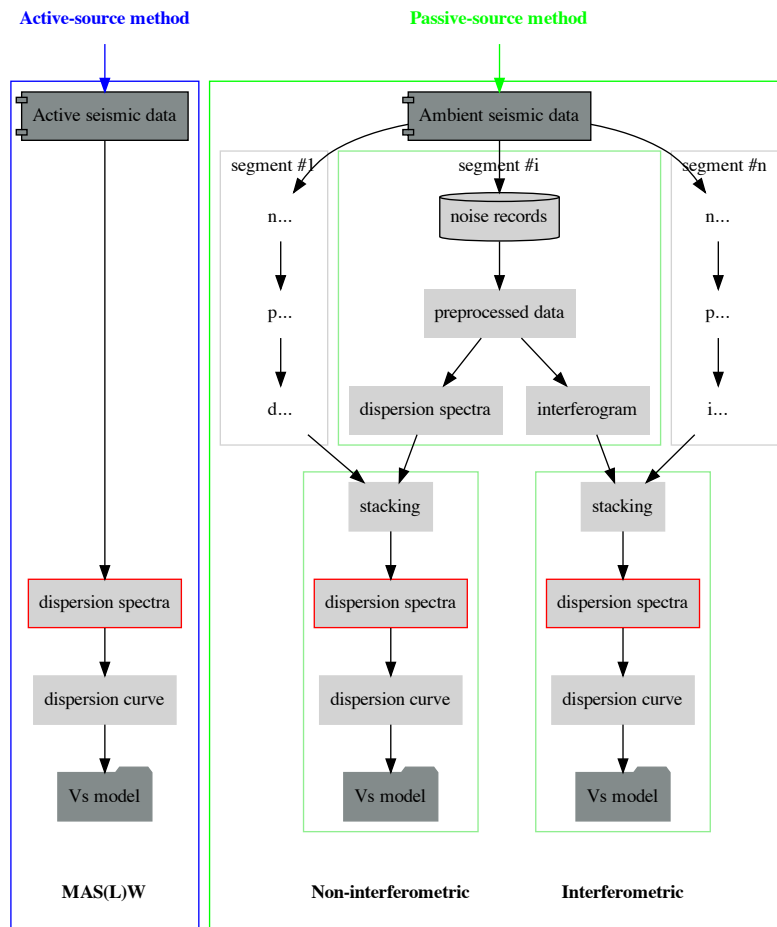 Active-source method
Passive-source method
Active seismic data
Ambient seismic data
segment #1
segment #i
segment #n
n...
noise records
n...
p...
preprocessed data
p...
d...
dispersion spectra
interferogram
i...
stacking
stacking
dispersion spectra
dispersion spectra
dispersion spectra
dispersion curve
dispersion curve
dispersion curve
Vs model
Vs model
Vs model
MAS(L)W
Non-interferometric
Interferometric